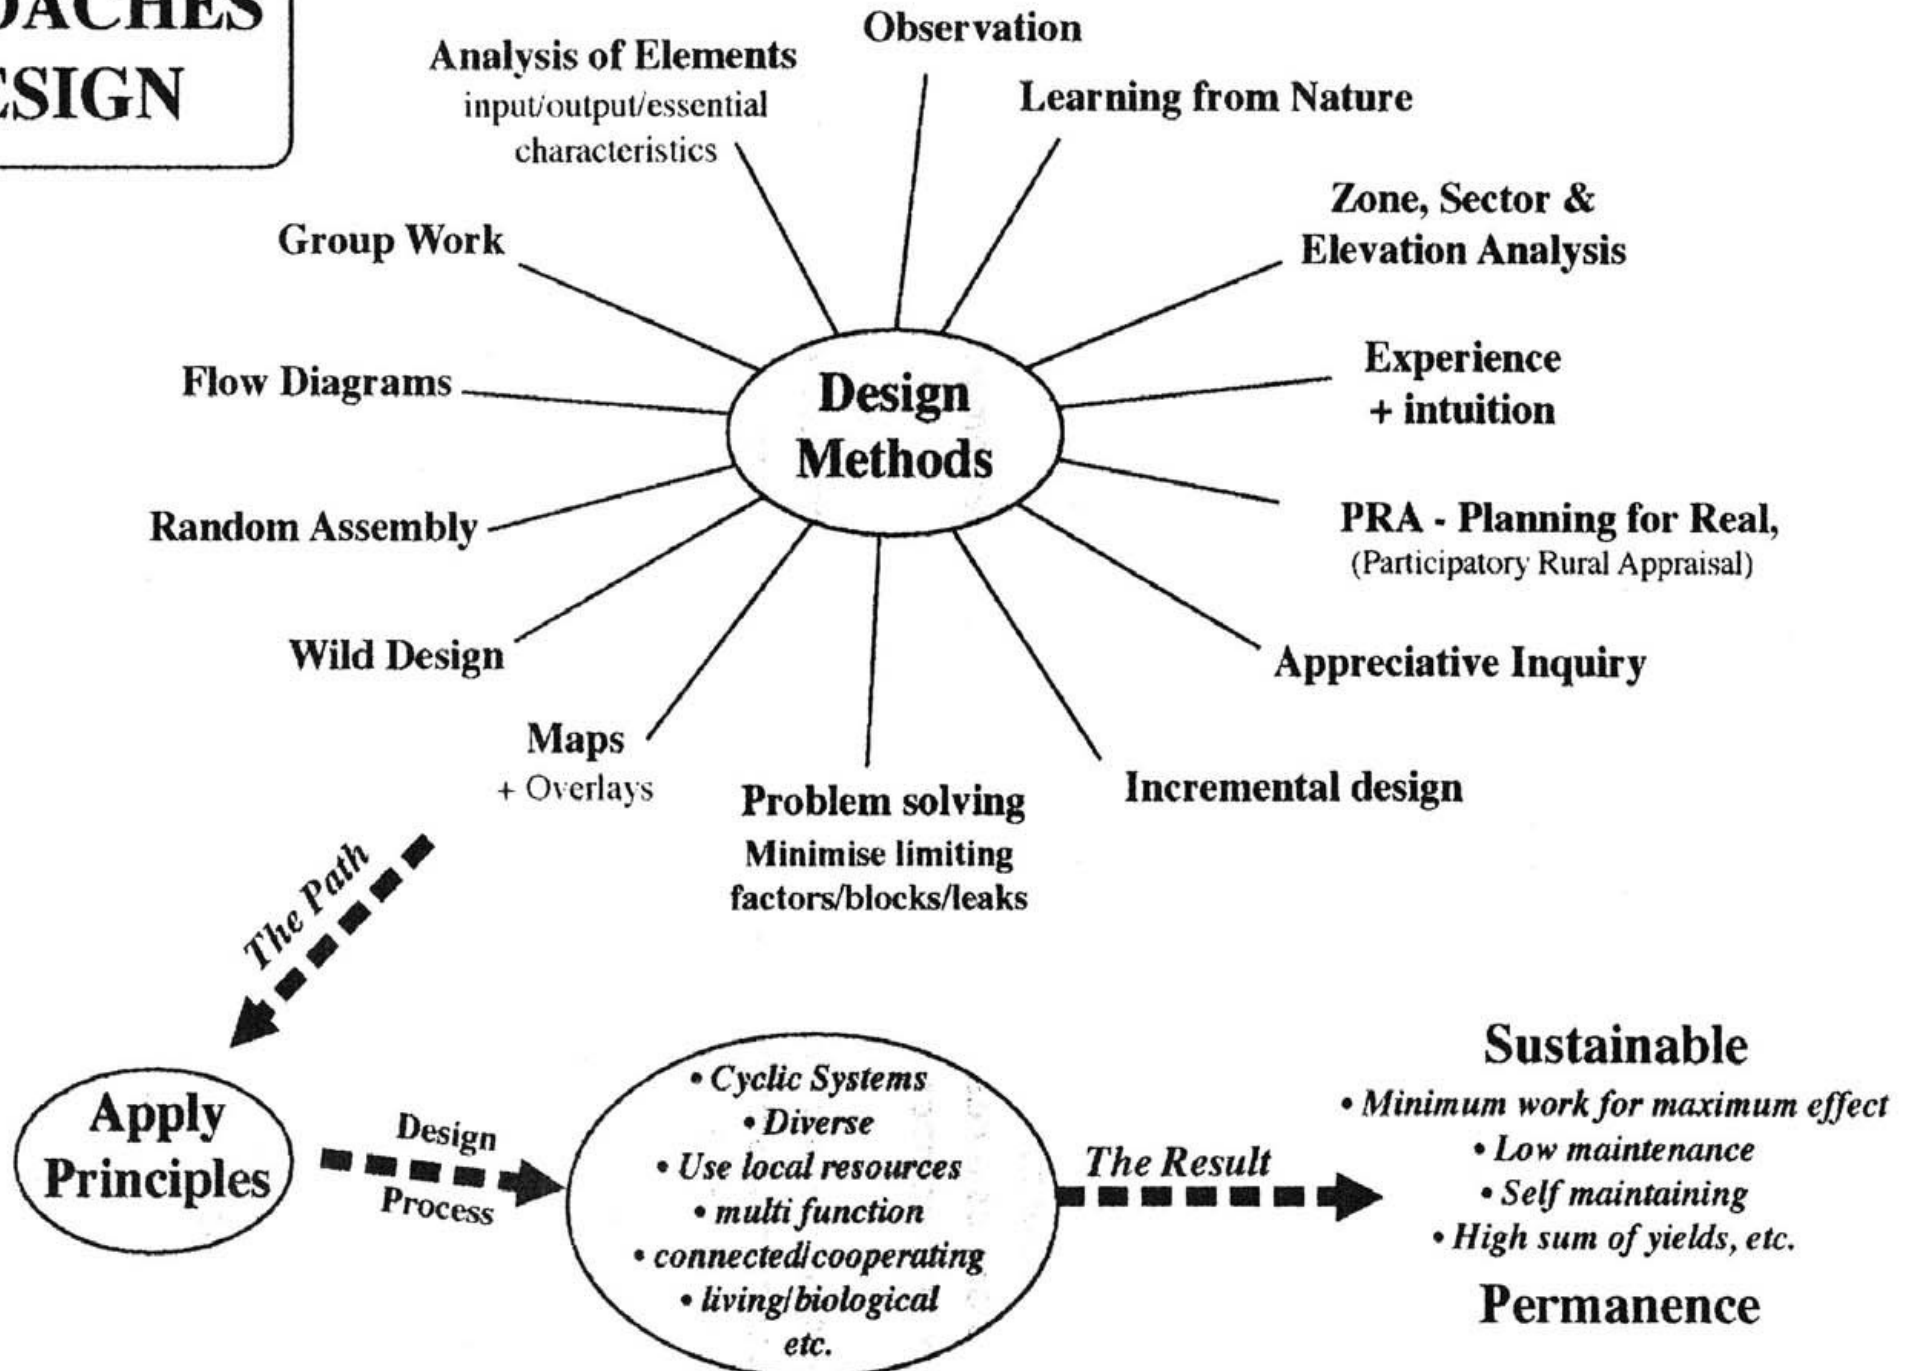 OACHES
ESIGN
Observation
Analysis of Elements
input/output/essential
characteristics
Learning from Nature
Zone, Sector &
Elevation Analysis
Group Work
Experience
+ intuition
Flow Diagrams
Design
Methods
PRA - Planning for Real,
(Participatory Rural Appraisal)
Random Assembly
Appreciative Inquiry
Wild Design
Maps
+ Overlays
Problem solving
Minimise limiting
factors/blocks/leaks
Incremental design
The Path
Apply
Principles
Design
Process
• Cyclic Systems
• Diverse
• Use local resources
• multi function
• connected/cooperating
• living/biological
etc.
The Result
Sustainable
• Minimum work for maximum effect
• Low maintenance
• Self maintaining
• High sum of yields, etc.
Permanence